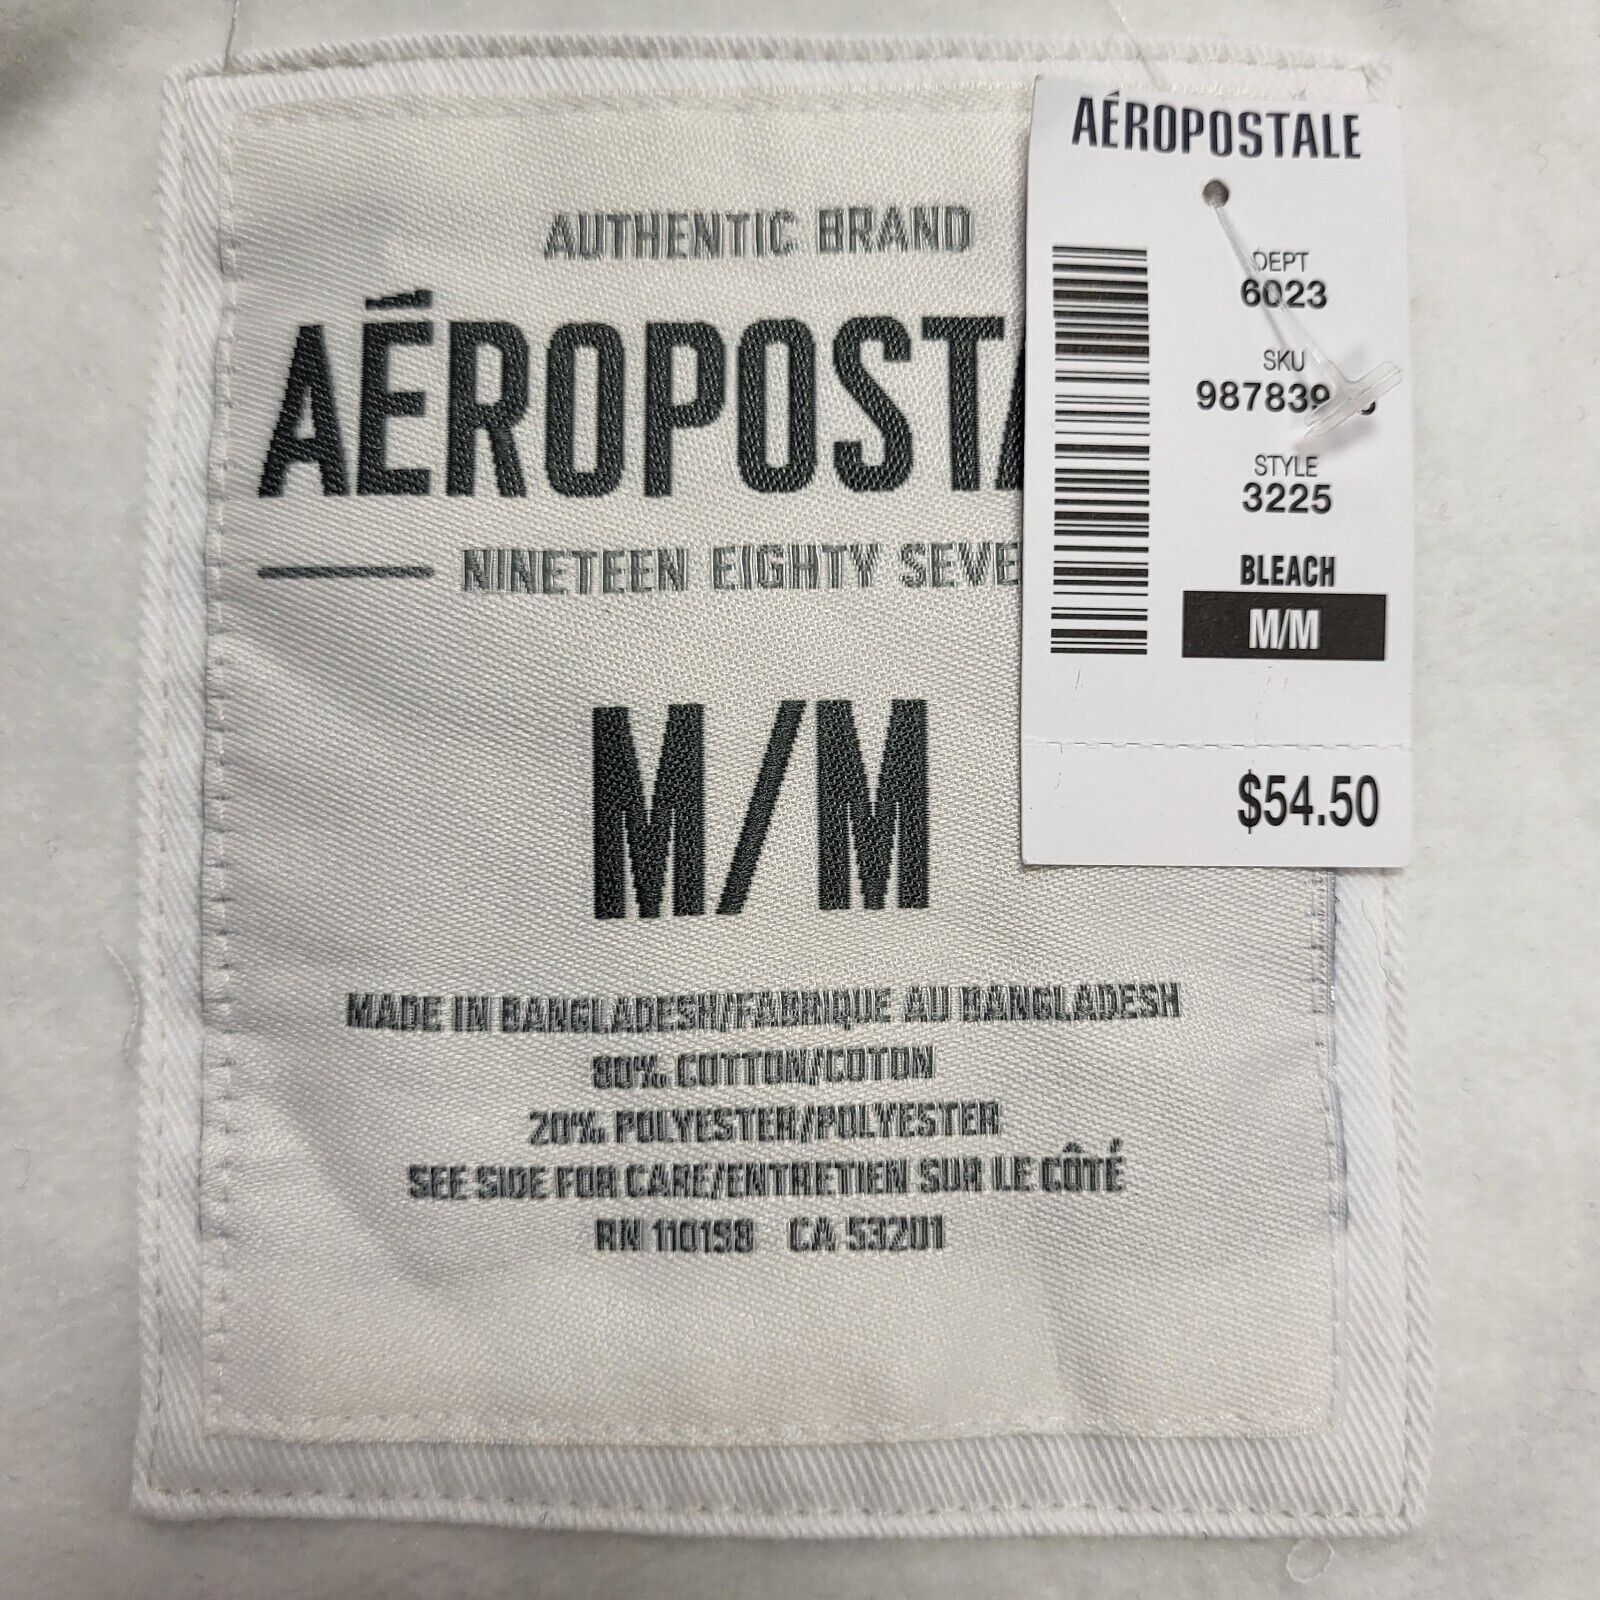 AUTHENTIC BRAND
AÉROPOSTA
NINETEEN EIGHTY SEVE
M/M
MADE IN BANGLADESH/FABRIQUE AU BANGLADESH
80% COTTON/COTON
20% POLYESTER/POLYESTER
SEE SIDE FOR CARE/ENTRETIEN SUR LE CÔTÉ
RN 110198 CA 53201
AÉROPOSTALE
DEPT
6023
SKU
STYLE
3225
BLEACH
M/M
$54.50